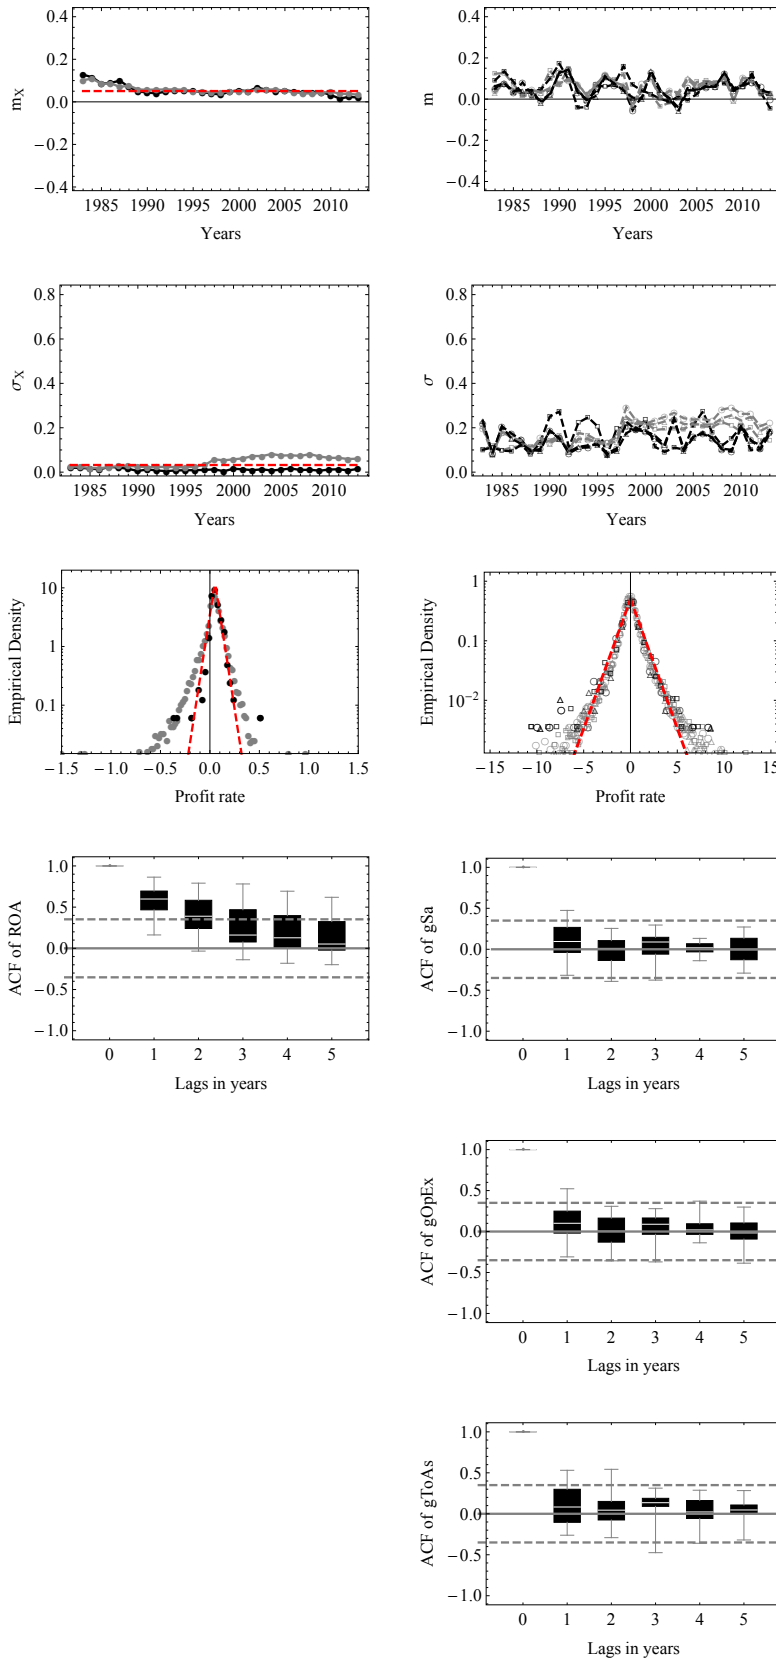 0.4
0.2
0.0
−0.2
−0.4
m_X
1985 1990 1995 2000 2005 2010
Years
0.4
0.2
0.0
−0.2
−0.4
m
1985 1990 1995 2000 2005 2010
Years
0.8
0.6
0.4
0.2
0.0
σ_X
1985 1990 1995 2000 2005 2010
Years
0.8
0.6
0.4
0.2
0.0
σ
1985 1990 1995 2000 2005 2010
Years
10
1
0.1
Empirical Density
−1.5 −1.0 −0.5 0.0 0.5 1.0 1.5
Profit rate
1
0.1
10⁻²
Empirical Density
−15 −10 −5 0 5 10 15
Profit rate
1.0
0.5
0.0
−0.5
−1.0
ACF of ROA
0 1 2 3 4 5
Lags in years
1.0
0.5
0.0
−0.5
−1.0
ACF of gSa
0 1 2 3 4 5
Lags in years
1.0
0.5
0.0
−0.5
−1.0
ACF of gOpEx
0 1 2 3 4 5
Lags in years
1.0
0.5
0.0
−0.5
−1.0
ACF of gToAs
0 1 2 3 4 5
Lags in years